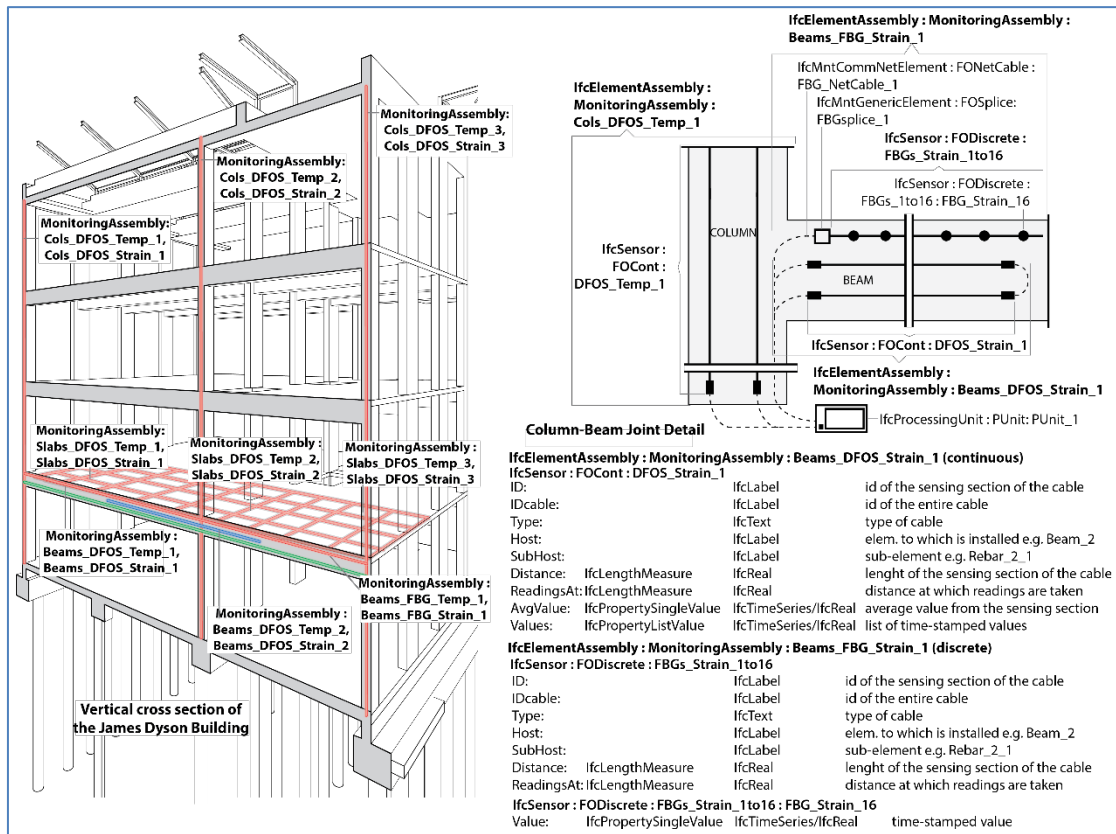 MonitoringAssembly:
Cols_DFOS_Temp_3,
Cols_DFOS_Strain_3
MonitoringAssembly:
Cols_DFOS_Temp_2,
Cols_DFOS_Strain_2
MonitoringAssembly:
Cols_DFOS_Temp_1,
Cols_DFOS_Strain_1
MonitoringAssembly:
Slabs_DFOS_Temp_1,
Slabs_DFOS_Strain_1
MonitoringAssembly :
Slabs_DFOS_Temp_2,
Slabs_DFOS_Strain_2
MonitoringAssembly :
Slabs_DFOS_Temp_3,
Slabs_DFOS_Strain_3
MonitoringAssembly :
Beams_DFOS_Temp_1,
Beams_DFOS_Strain_1
MonitoringAssembly :
Beams_FBG_Temp_1,
Beams_FBG_Strain_1
MonitoringAssembly :
Beams_DFOS_Temp_2,
Beams_DFOS_Strain_2
Vertical cross section of
the James Dyson Building
IfcElementAssembly : MonitoringAssembly :
Beams_FBG_Strain_1
IfcMntCommNetElement : FONetCable :
FBG_NetCable_1
IfcMntGenericElement : FOSplice:
FBGsplice_1
IfcElementAssembly :
MonitoringAssembly :
Cols_DFOS_Temp_1
IfcSensor : FODiscrete :
FBGs_Strain_1to16
IfcSensor : FODiscrete :
FBGs_1to16 : FBG_Strain_16
COLUMN
IfcSensor :
FOCont :
DFOS_Temp_1
BEAM
IfcSensor : FOCont : DFOS_Strain_1
IfcElementAssembly :
MonitoringAssembly : Beams_DFOS_Strain_1
IfcProcessingUnit : PUnit: PUnit_1
Column-Beam Joint Detail
IfcElementAssembly : MonitoringAssembly : Beams_DFOS_Strain_1 (continuous)
IfcSensor : FOCont : DFOS_Strain_1
ID: IfcLabel id of the sensing section of the cable
IDcable: IfcLabel id of the entire cable
Type: IfcText type of cable
Host: IfcLabel elem. to which is installed e.g. Beam_2
SubHost: IfcLabel sub-element e.g. Rebar_2_1
Distance: IfcLengthMeasure IfcReal lenght of the sensing section of the cable
ReadingsAt: IfcLengthMeasure IfcReal distance at which readings are taken
AvgValue: IfcPropertySingleValue IfcTimeSeries/IfcReal average value from the sensing section
Values: IfcPropertyListValue IfcTimeSeries/IfcReal list of time-stamped values
IfcElementAssembly : MonitoringAssembly : Beams_FBG_Strain_1 (discrete)
IfcSensor : FODiscrete : FBGs_Strain_1to16
ID: IfcLabel id of the sensing section of the cable
IDcable: IfcLabel id of the entire cable
Type: IfcText type of cable
Host: IfcLabel elem. to which is installed e.g. Beam_2
SubHost: IfcLabel sub-element e.g. Rebar_2_1
Distance: IfcLengthMeasure IfcReal lenght of the sensing section of the cable
ReadingsAt: IfcLengthMeasure IfcReal distance at which readings are taken
IfcSensor : FODiscrete : FBGs_Strain_1to16 : FBG_Strain_16
Value: IfcPropertySingleValue IfcTimeSeries/IfcReal time-stamped value